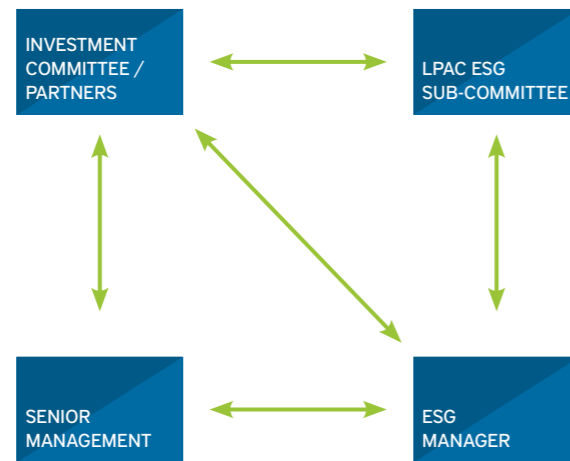 INVESTMENT
COMMITTEE /
PARTNERS
LPAC ESG
SUB-COMMITTEE
SENIOR
MANAGEMENT
ESG
MANAGER